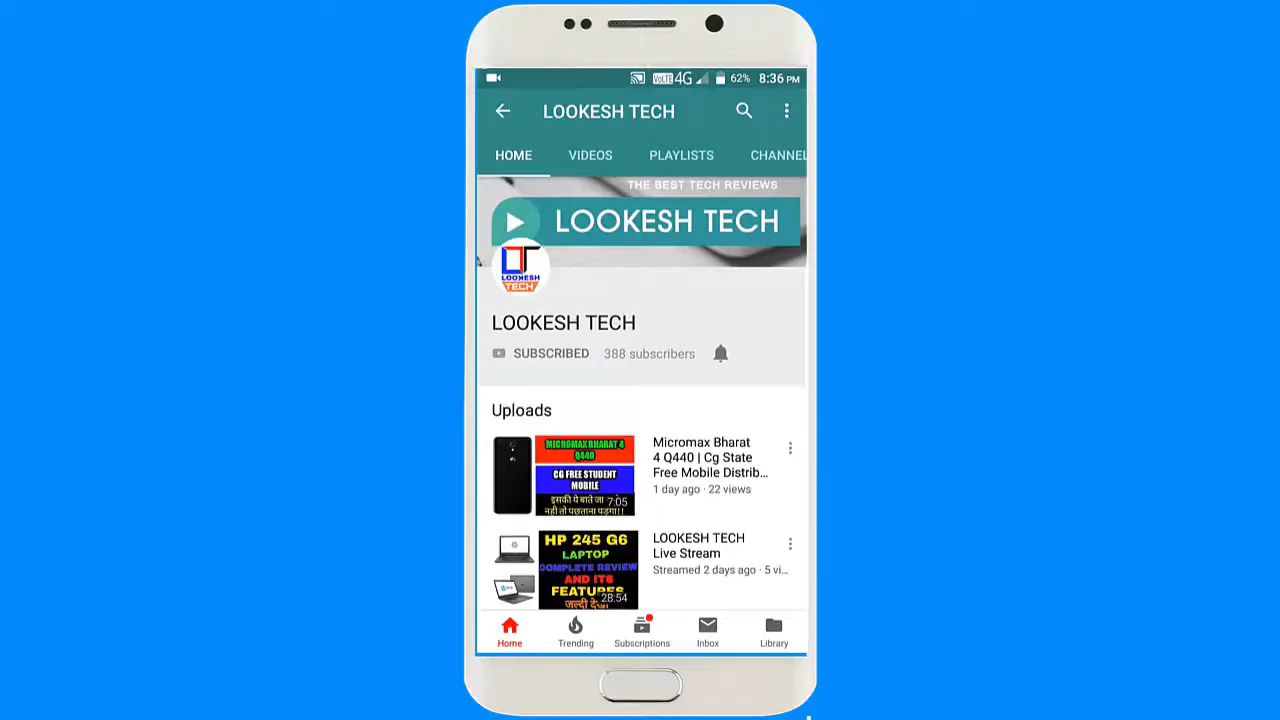 VoLTE 4G 62% 8:36 PM
LOOKESH TECH
HOME VIDEOS PLAYLISTS CHANNEL
THE BEST TECH REVIEWS
LOOKESH TECH
LOOKESH
TECH
LOOKESH TECH
SUBSCRIBED 388 subscribers
Uploads
MICROMAX BHARAT 4
Q440
CG FREE STUDENT
MOBILE
इसकी ये बाते जा
नही तो पछताना पड़ेगा!!
7:05
Micromax Bharat
4 Q440 | Cg State
Free Mobile Distrib...
1 day ago · 22 views
HP 245 G6
LAPTOP
COMPLETE REVIEW
AND ITS
FEATURES
जल्दी
28:54
LOOKESH TECH
Live Stream
Streamed 2 days ago · 5 vi...
Home Trending Subscriptions Inbox Library